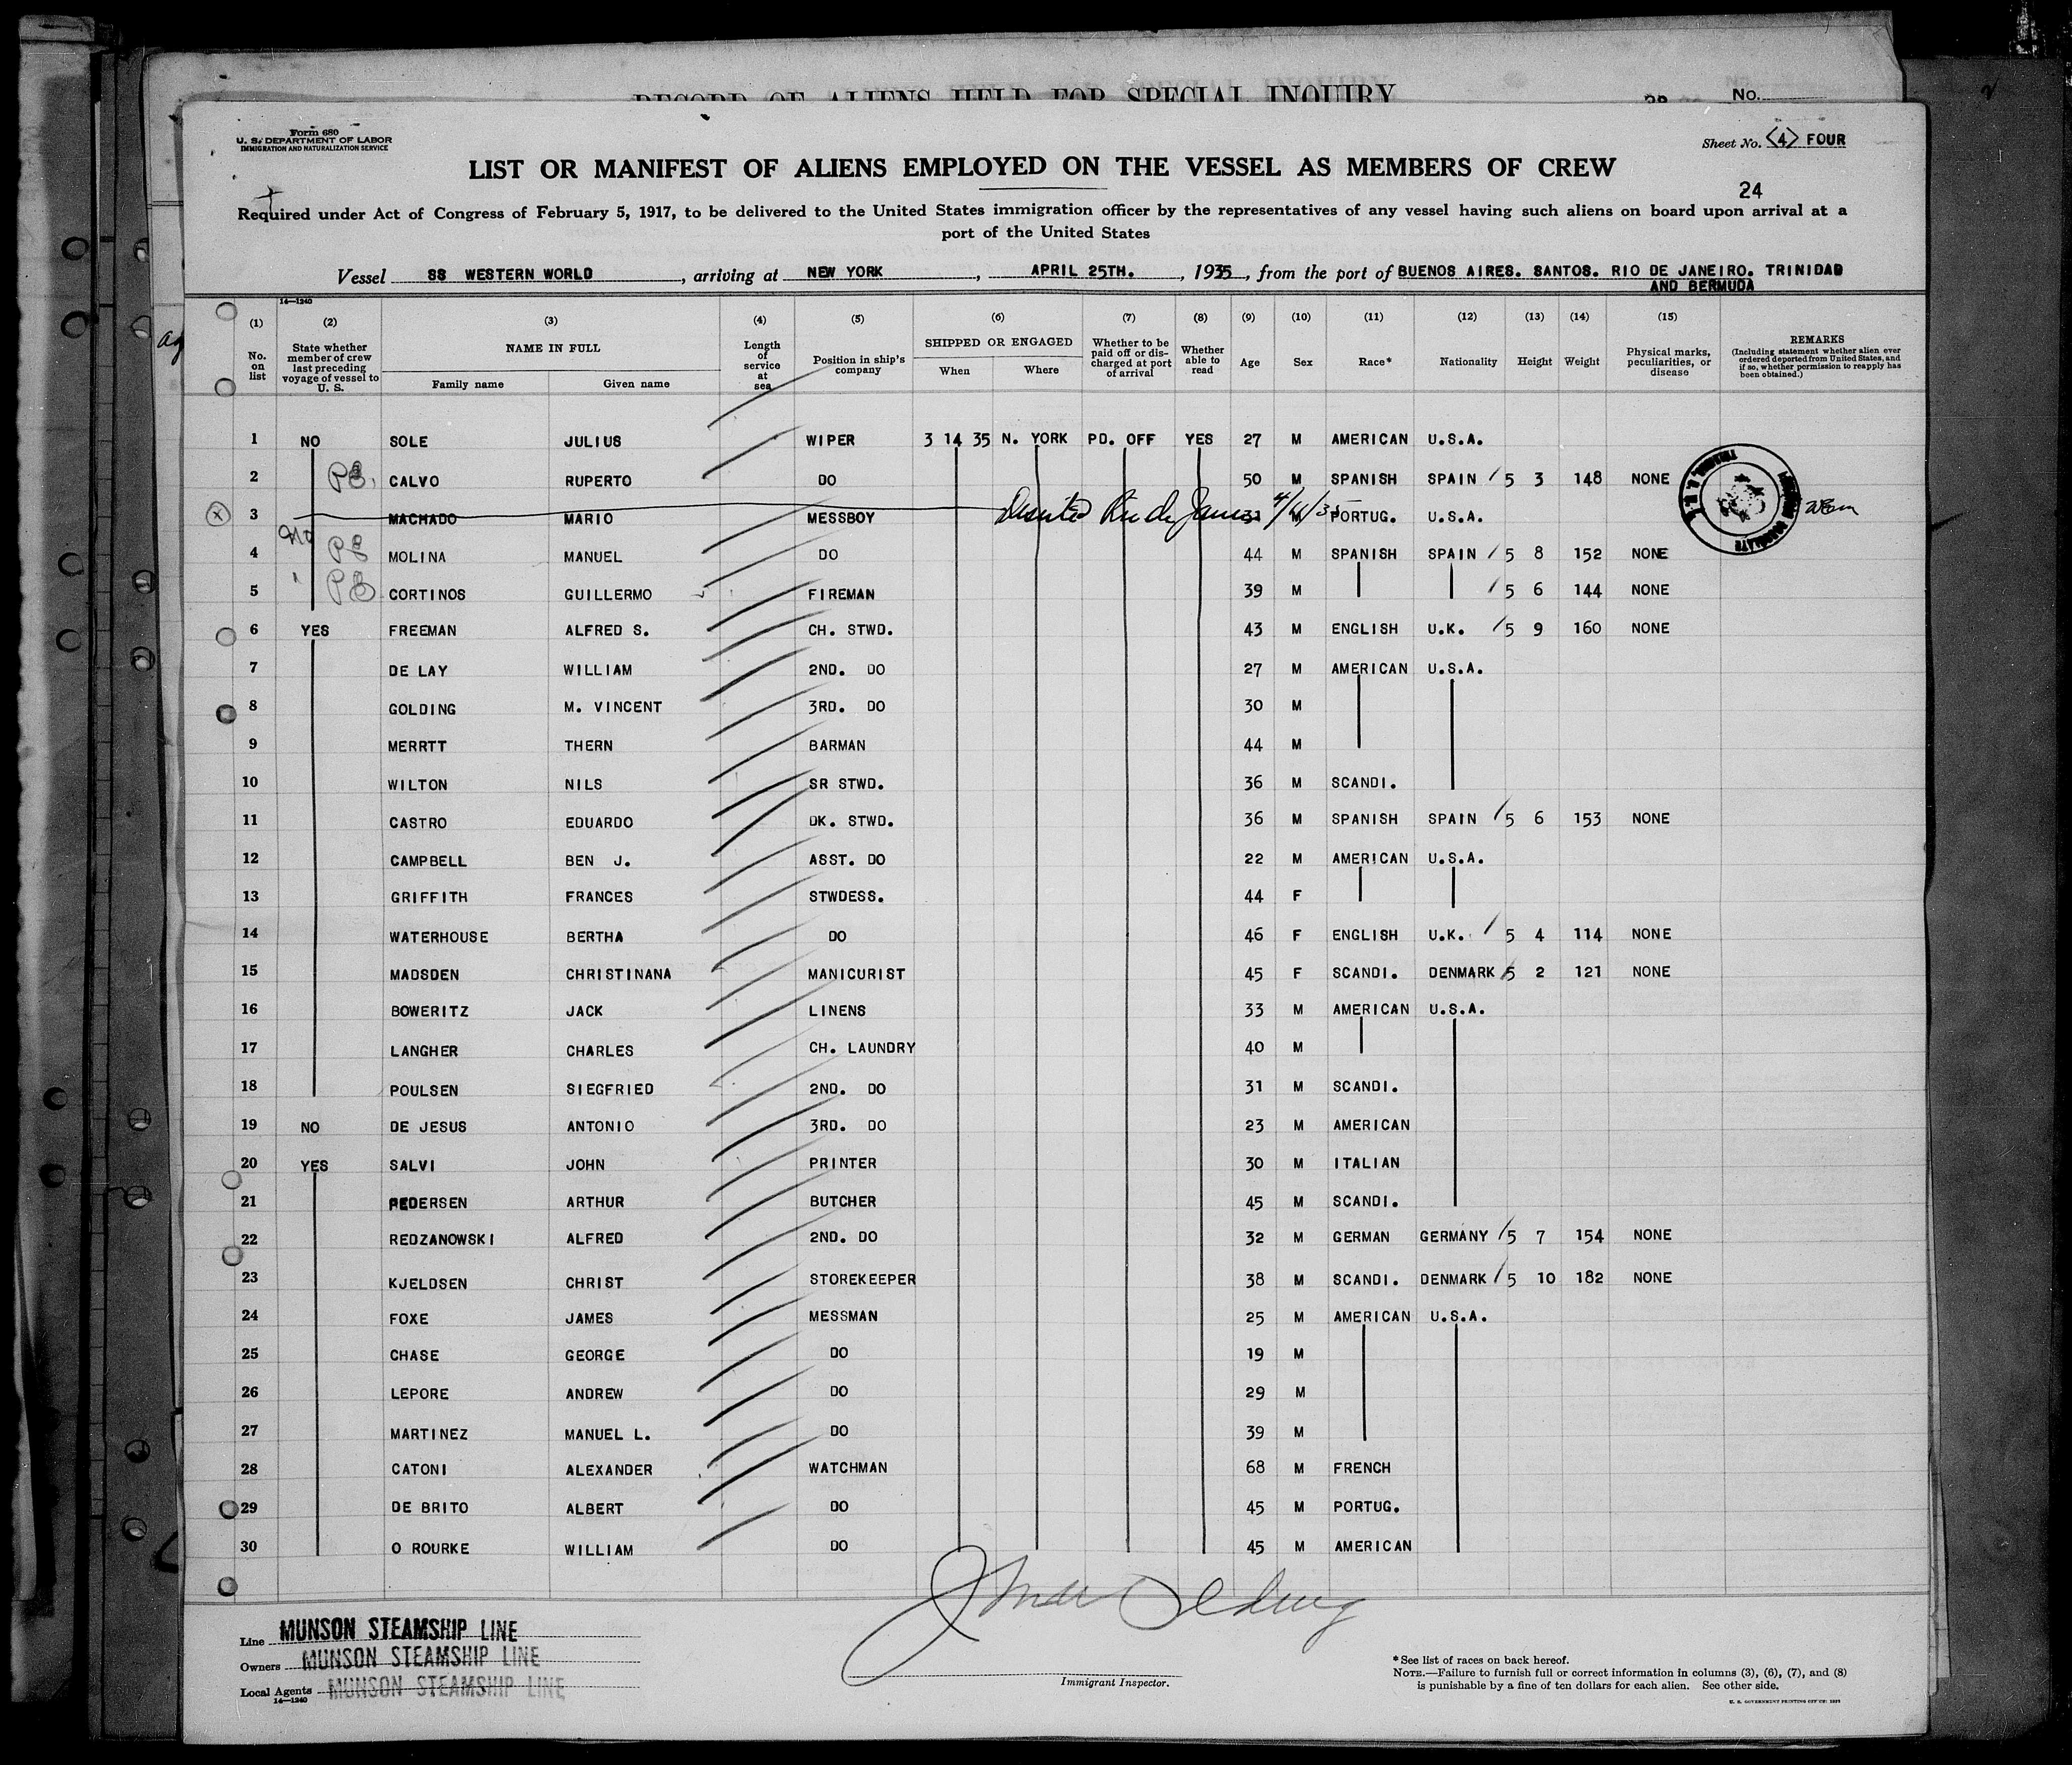 RECORD OF ALIENS HELD FOR SPECIAL INQUIRY
No.
Form 680
U. S. DEPARTMENT OF LABOR
IMMIGRATION AND NATURALIZATION SERVICE
Sheet No. (4) FOUR
LIST OR MANIFEST OF ALIENS EMPLOYED ON THE VESSEL AS MEMBERS OF CREW
24
Required under Act of Congress of February 5, 1917, to be delivered to the United States immigration officer by the representatives of any vessel having such aliens on board upon arrival at a
port of the United States
Vessel SS WESTERN WORLD, arriving at NEW YORK, APRIL 25TH., 1935, from the port of BUENOS AIRES. SANTOS. RIO DE JANEIRO. TRINIDAD
AND BERMUDA
14—1240
(1) (2) (3) (4) (5) (6) (7) (8) (9) (10) (11) (12) (13) (14) (15)
No. on list
State whether member of crew last preceding voyage of vessel to U. S.
NAME IN FULL
Family name Given name
Length of service at sea
Position in ship's company
SHIPPED OR ENGAGED
When Where
Whether to be paid off or discharged at port of arrival
Whether able to read
Age Sex Race* Nationality Height Weight
Physical marks, peculiarities, or disease
REMARKS
(Including statement whether alien ever ordered deported from United States, and if so, whether permission to reapply has been obtained.)
1 NO SOLE JULIUS WIPER 3 14 35 N. YORK PD. OFF YES 27 M AMERICAN U.S.A.
2 CALVO RUPERTO DO 50 M SPANISH SPAIN 5 3 148 NONE
3 MACHADO MARIO MESSBOY M PORTUG. U.S.A.
4 MOLINA MANUEL DO 44 M SPANISH SPAIN 5 8 152 NONE
5 CORTINOS GUILLERMO FIREMAN 39 M 5 6 144 NONE
6 YES FREEMAN ALFRED S. CH. STWD. 43 M ENGLISH U.K. 5 9 160 NONE
7 DE LAY WILLIAM 2ND. DO 27 M AMERICAN U.S.A.
8 GOLDING M. VINCENT 3RD. DO 30 M
9 MERRTT THERN BARMAN 44 M
10 WILTON NILS SR STWD. 36 M SCANDI.
11 CASTRO EDUARDO DK. STWD. 36 M SPANISH SPAIN 5 6 153 NONE
12 CAMPBELL BEN J. ASST. DO 22 M AMERICAN U.S.A.
13 GRIFFITH FRANCES STWDESS. 44 F
14 WATERHOUSE BERTHA DO 46 F ENGLISH U.K. 5 4 114 NONE
15 MADSDEN CHRISTINANA MANICURIST 45 F SCANDI. DENMARK 5 2 121 NONE
16 BOWERITZ JACK LINENS 33 M AMERICAN U.S.A.
17 LANGHER CHARLES CH. LAUNDRY 40 M
18 POULSEN SIEGFRIED 2ND. DO 31 M SCANDI.
19 NO DE JESUS ANTONIO 3RD. DO 23 M AMERICAN
20 YES SALVI JOHN PRINTER 30 M ITALIAN
21 PEDERSEN ARTHUR BUTCHER 45 M SCANDI.
22 REDZANOWSKI ALFRED 2ND. DO 32 M GERMAN GERMANY 5 7 154 NONE
23 KJELDSEN CHRIST STOREKEEPER 38 M SCANDI. DENMARK 5 10 182 NONE
24 FOXE JAMES MESSMAN 25 M AMERICAN U.S.A.
25 CHASE GEORGE DO 19 M
26 LEPORE ANDREW DO 29 M
27 MARTINEZ MANUEL L. DO 39 M
28 CATONI ALEXANDER WATCHMAN 68 M FRENCH
29 DE BRITO ALBERT DO 45 M PORTUG.
30 O ROURKE WILLIAM DO 45 M AMERICAN
Line MUNSON STEAMSHIP LINE
Owners MUNSON STEAMSHIP LINE
Local Agents MUNSON STEAMSHIP LINE
14—1240
Immigrant Inspector.
*See list of races on back hereof.
NOTE.—Failure to furnish full or correct information in columns (3), (6), (7), and (8)
is punishable by a fine of ten dollars for each alien. See other side.